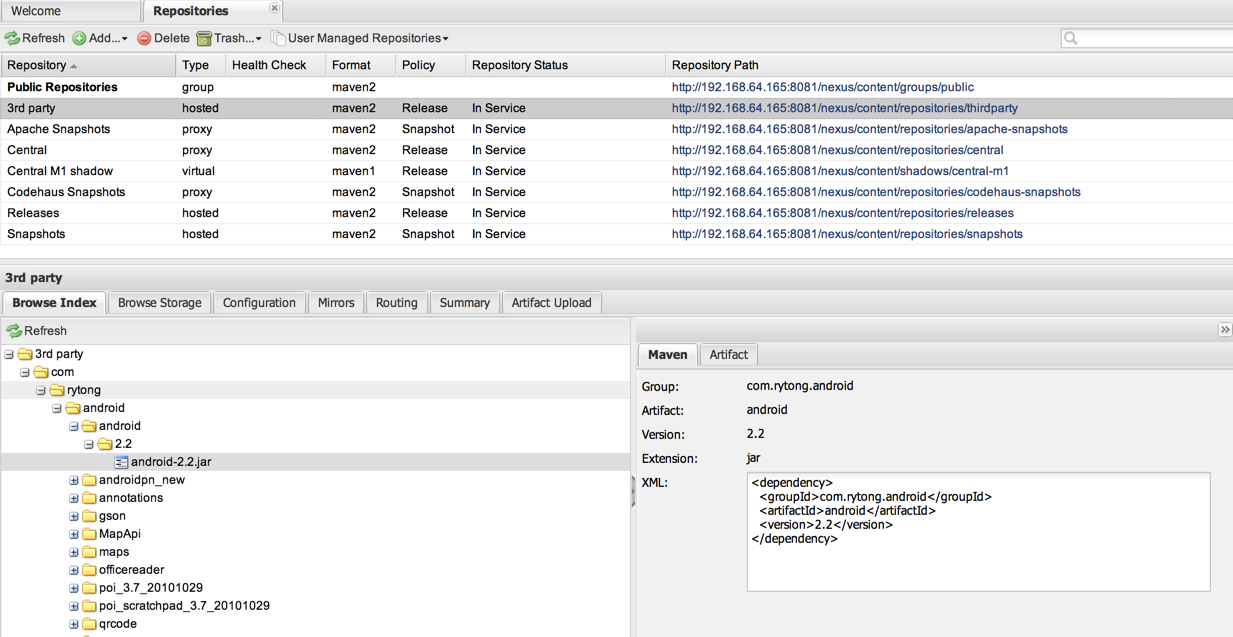 Welcome Repositories
Refresh Add... Delete Trash... User Managed Repositories
Repository Type Health Check Format Policy Repository Status Repository Path
Public Repositories group maven2 http://192.168.64.165:8081/nexus/content/groups/public
3rd party hosted maven2 Release In Service http://192.168.64.165:8081/nexus/content/repositories/thirdparty
Apache Snapshots proxy maven2 Snapshot In Service http://192.168.64.165:8081/nexus/content/repositories/apache-snapshots
Central proxy maven2 Release In Service http://192.168.64.165:8081/nexus/content/repositories/central
Central M1 shadow virtual maven1 Release In Service http://192.168.64.165:8081/nexus/content/shadows/central-m1
Codehaus Snapshots proxy maven2 Snapshot In Service http://192.168.64.165:8081/nexus/content/repositories/codehaus-snapshots
Releases hosted maven2 Release In Service http://192.168.64.165:8081/nexus/content/repositories/releases
Snapshots hosted maven2 Snapshot In Service http://192.168.64.165:8081/nexus/content/repositories/snapshots
3rd party
Browse Index Browse Storage Configuration Mirrors Routing Summary Artifact Upload
Refresh
3rd party
com
rytong
android
android
2.2
android-2.2.jar
androidpn_new
annotations
gson
MapApi
maps
officereader
poi_3.7_20101029
poi_scratchpad_3.7_20101029
qrcode
Maven Artifact
Group: com.rytong.android
Artifact: android
Version: 2.2
Extension: jar
XML: <dependency>
<groupId>com.rytong.android</groupId>
<artifactId>android</artifactId>
<version>2.2</version>
</dependency>